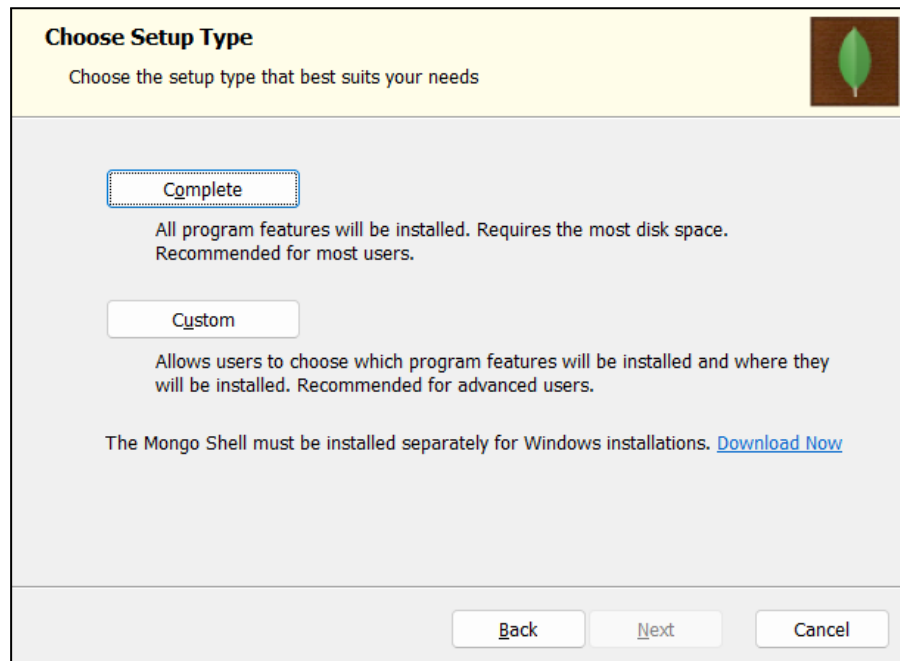 Choose Setup Type
Choose the setup type that best suits your needs
Complete
All program features will be installed. Requires the most disk space.
Recommended for most users.
Custom
Allows users to choose which program features will be installed and where they
will be installed. Recommended for advanced users.
The Mongo Shell must be installed separately for Windows installations. Download Now
Back Next Cancel